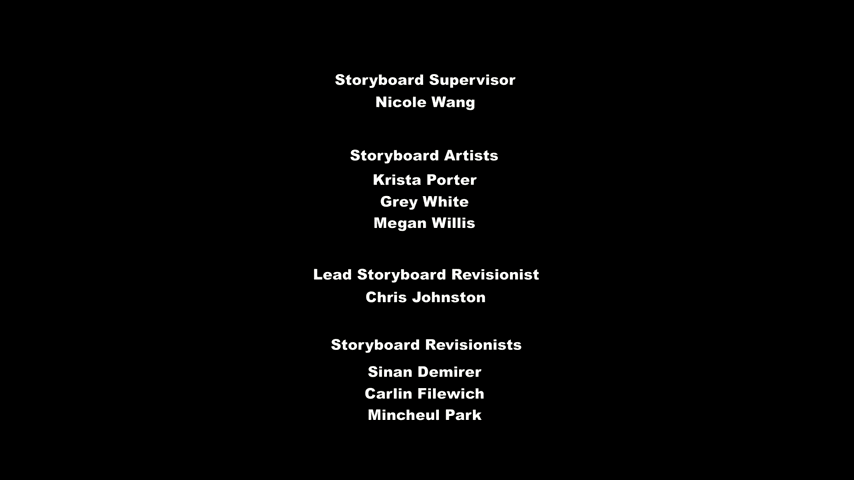 Storyboard Supervisor
Nicole Wang
Storyboard Artists
Krista Porter
Grey White
Megan Willis
Lead Storyboard Revisionist
Chris Johnston
Storyboard Revisionists
Sinan Demirer
Carlin Filewich
Mincheul Park